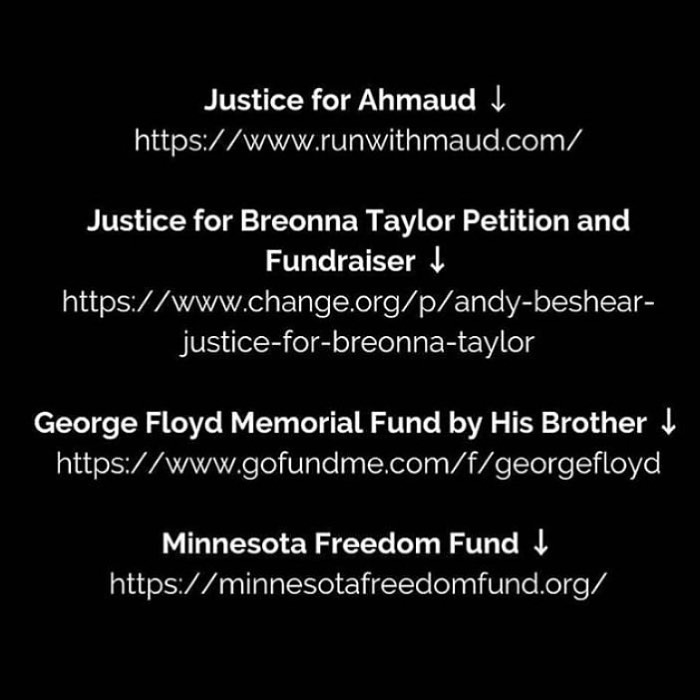 Justice for Ahmaud ↓
https://www.runwithmaud.com/
Justice for Breonna Taylor Petition and
Fundraiser ↓
https://www.change.org/p/andy-beshear-
justice-for-breonna-taylor
George Floyd Memorial Fund by His Brother ↓
https://www.gofundme.com/f/georgefloyd
Minnesota Freedom Fund ↓
https://minnesotafreedomfund.org/